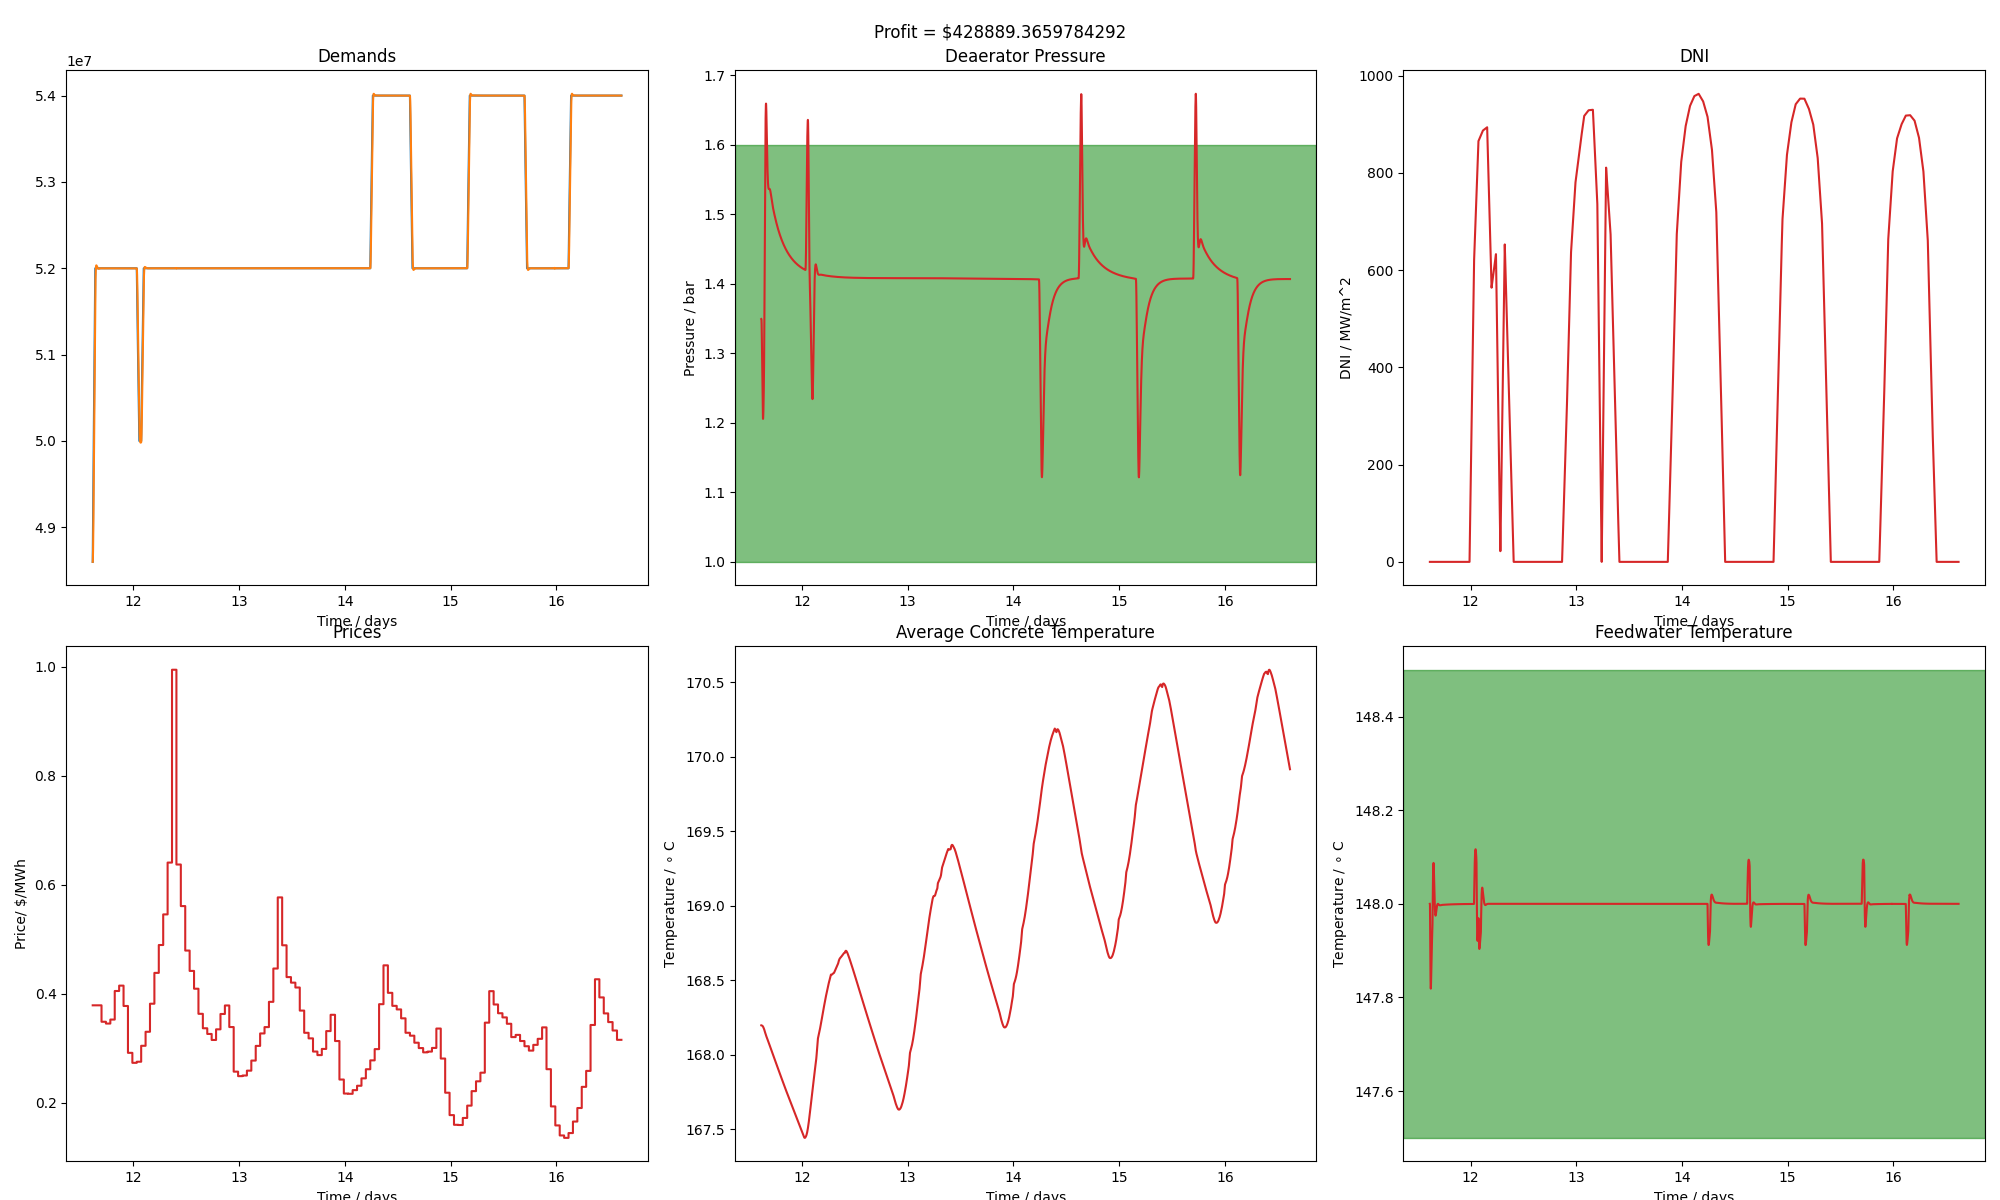 Profit = $428889.3659784292
Demands
1e7
5.4
5.3
5.2
5.1
5.0
4.9
12 13 14 15 16
Time / days
Deaerator Pressure
Pressure / bar
1.7
1.6
1.5
1.4
1.3
1.2
1.1
1.0
12 13 14 15 16
Time / days
DNI
DNI / MW/m^2
1000
800
600
400
200
0
12 13 14 15 16
Time / days
Prices
Price/ $/MWh
1.0
0.8
0.6
0.4
0.2
12 13 14 15 16
Time / days
Average Concrete Temperature
Temperature / ∘ C
170.5
170.0
169.5
169.0
168.5
168.0
167.5
12 13 14 15 16
Time / days
Feedwater Temperature
Temperature / ∘ C
148.4
148.2
148.0
147.8
147.6
12 13 14 15 16
Time / days